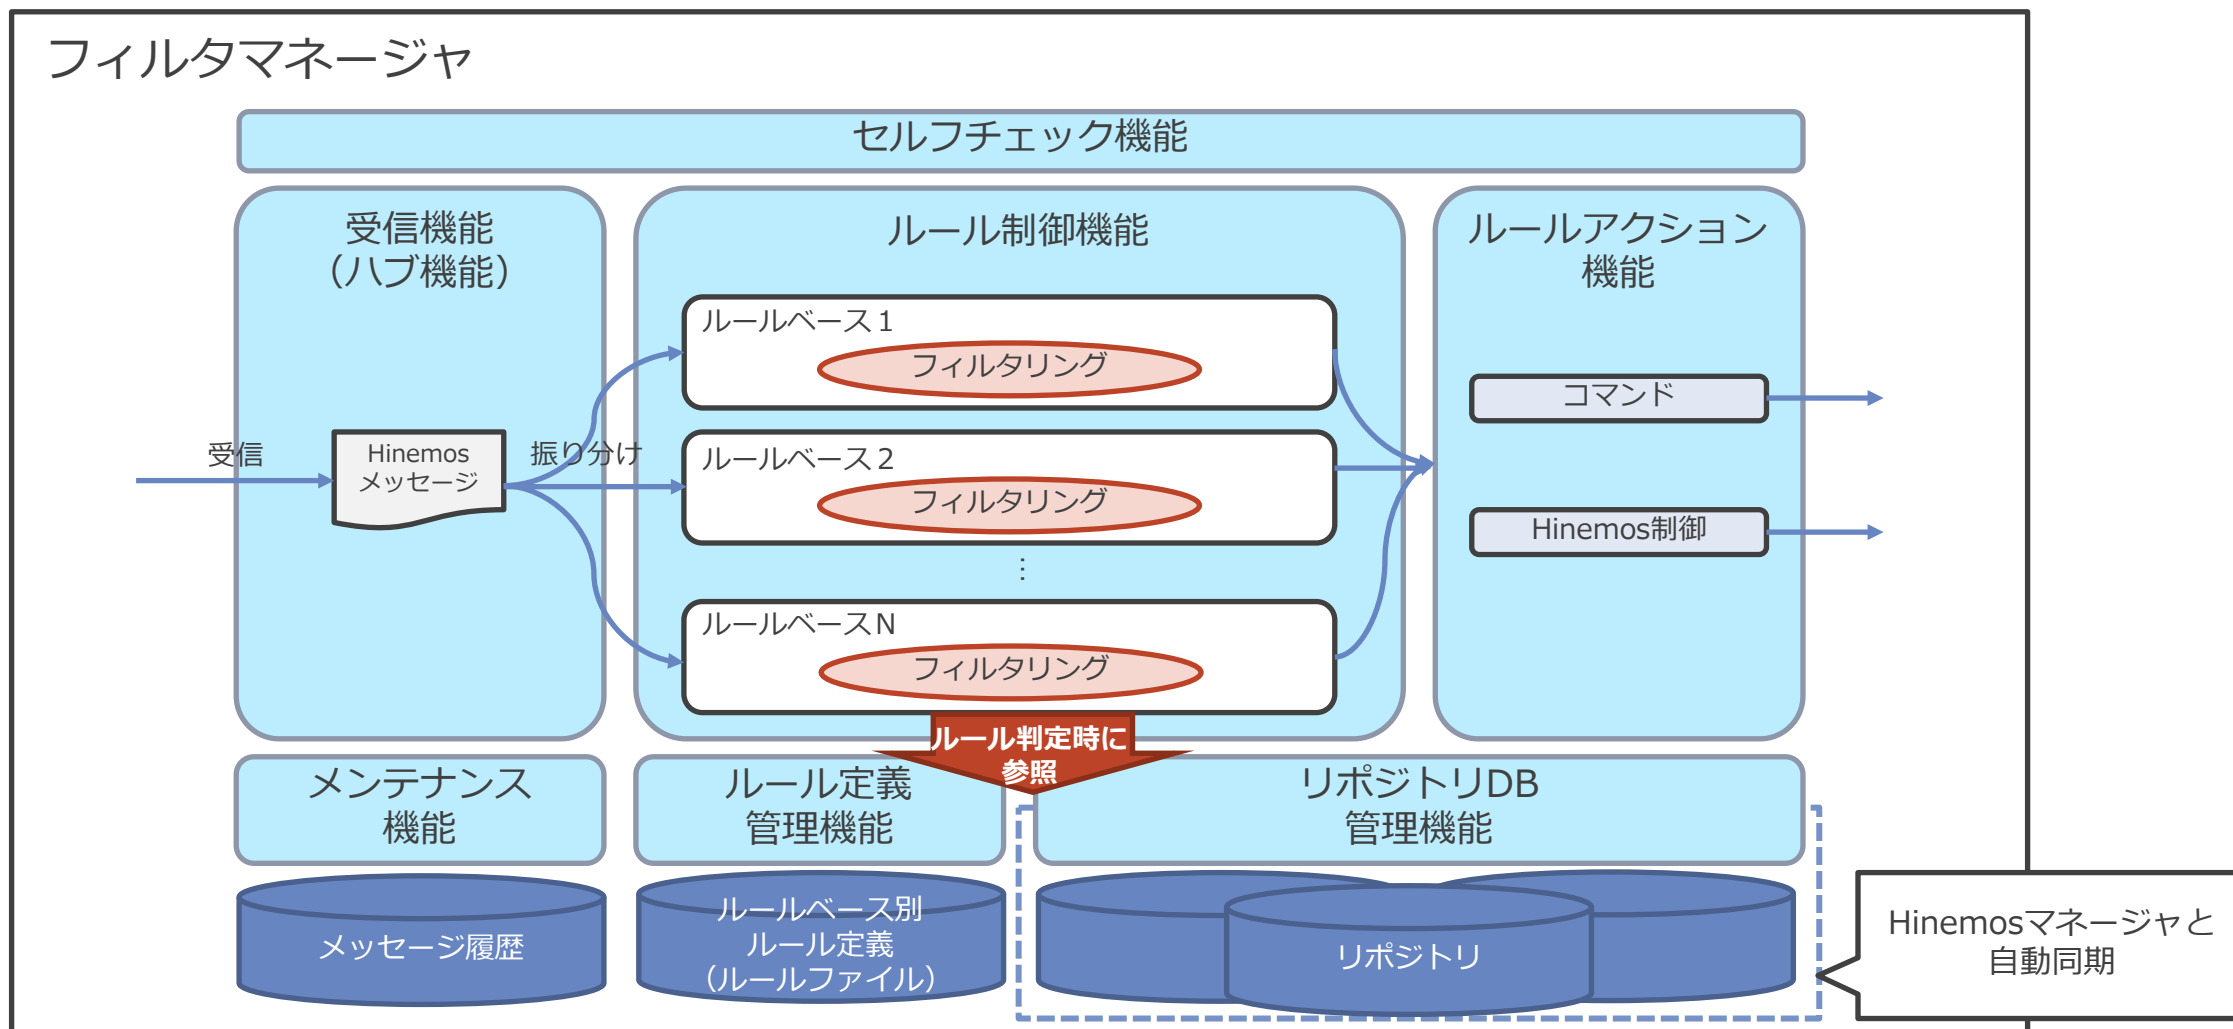 フィルタマネージャ
セルフチェック機能
受信機能
（ハブ機能）
ルール制御機能
ルールアクション
機能
ルールベース１
フィルタリング
コマンド
受信
Hinemos
メッセージ
振り分け
ルールベース２
フィルタリング
Hinemos制御
…
ルールベースＮ
フィルタリング
ルール判定時に
参照
メンテナンス
機能
ルール定義
管理機能
リポジトリDB
管理機能
メッセージ履歴
ルールベース別
ルール定義
（ルールファイル）
リポジトリ
Hinemosマネージャと
自動同期